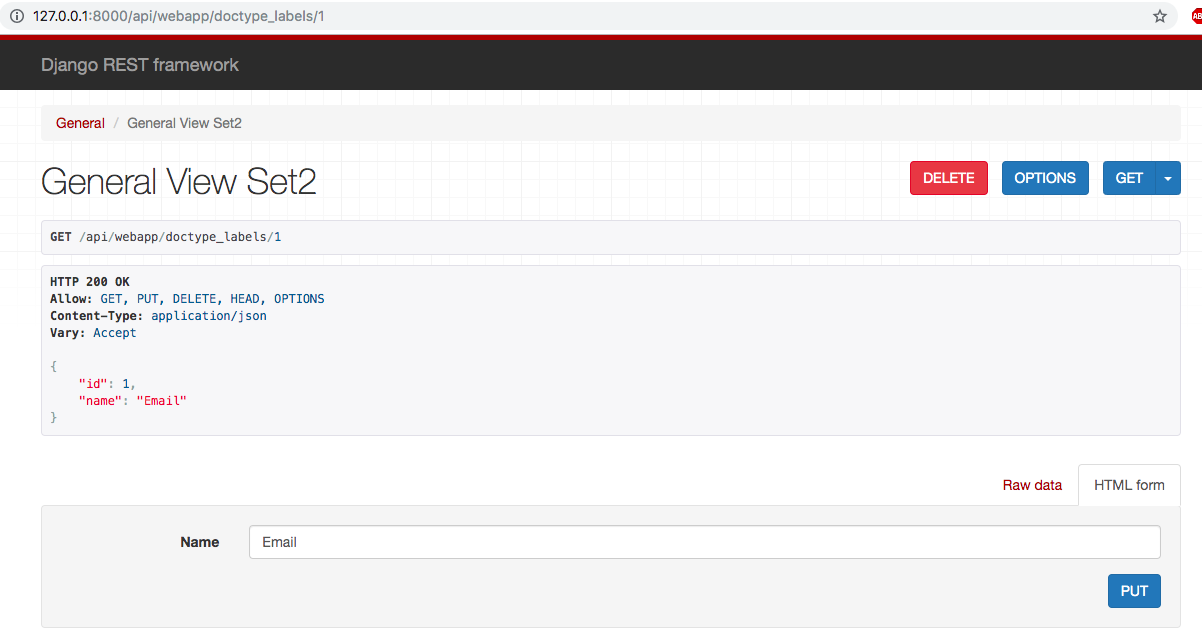 127.0.0.1:8000/api/webapp/doctype_labels/1
Django REST framework
General / General View Set2
General View Set2
DELETE OPTIONS GET
GET /api/webapp/doctype_labels/1
HTTP 200 OK
Allow: GET, PUT, DELETE, HEAD, OPTIONS
Content-Type: application/json
Vary: Accept
{
"id": 1,
"name": "Email"
}
Raw data HTML form
Name Email
PUT